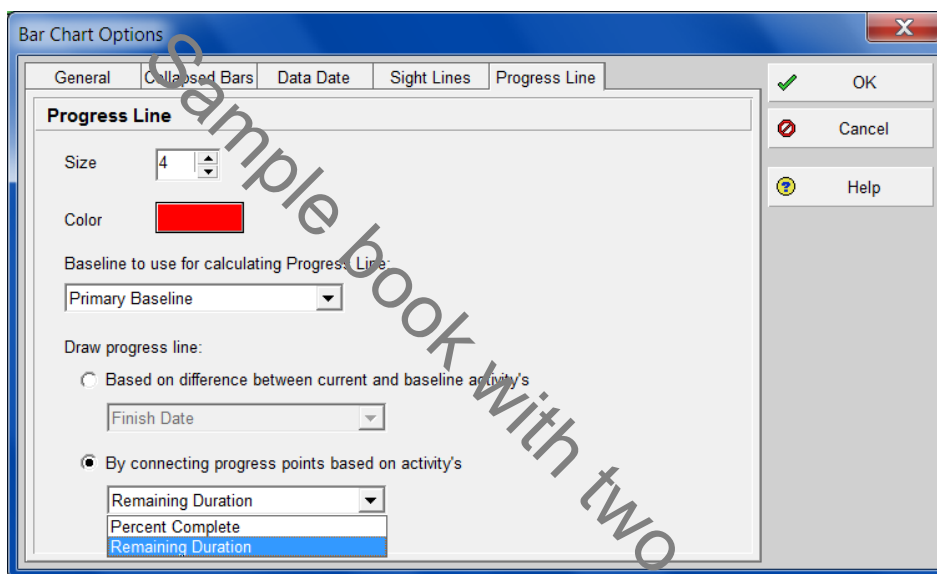 Bar Chart Options
General Collapsed Bars Data Date Sight Lines Progress Line
Progress Line
Size 4
Color
Baseline to use for calculating Progress Line:
Primary Baseline
Draw progress line:
Based on difference between current and baseline activity's
Finish Date
By connecting progress points based on activity's
Remaining Duration
Percent Complete
Remaining Duration
OK
Cancel
Help
Sample book with two